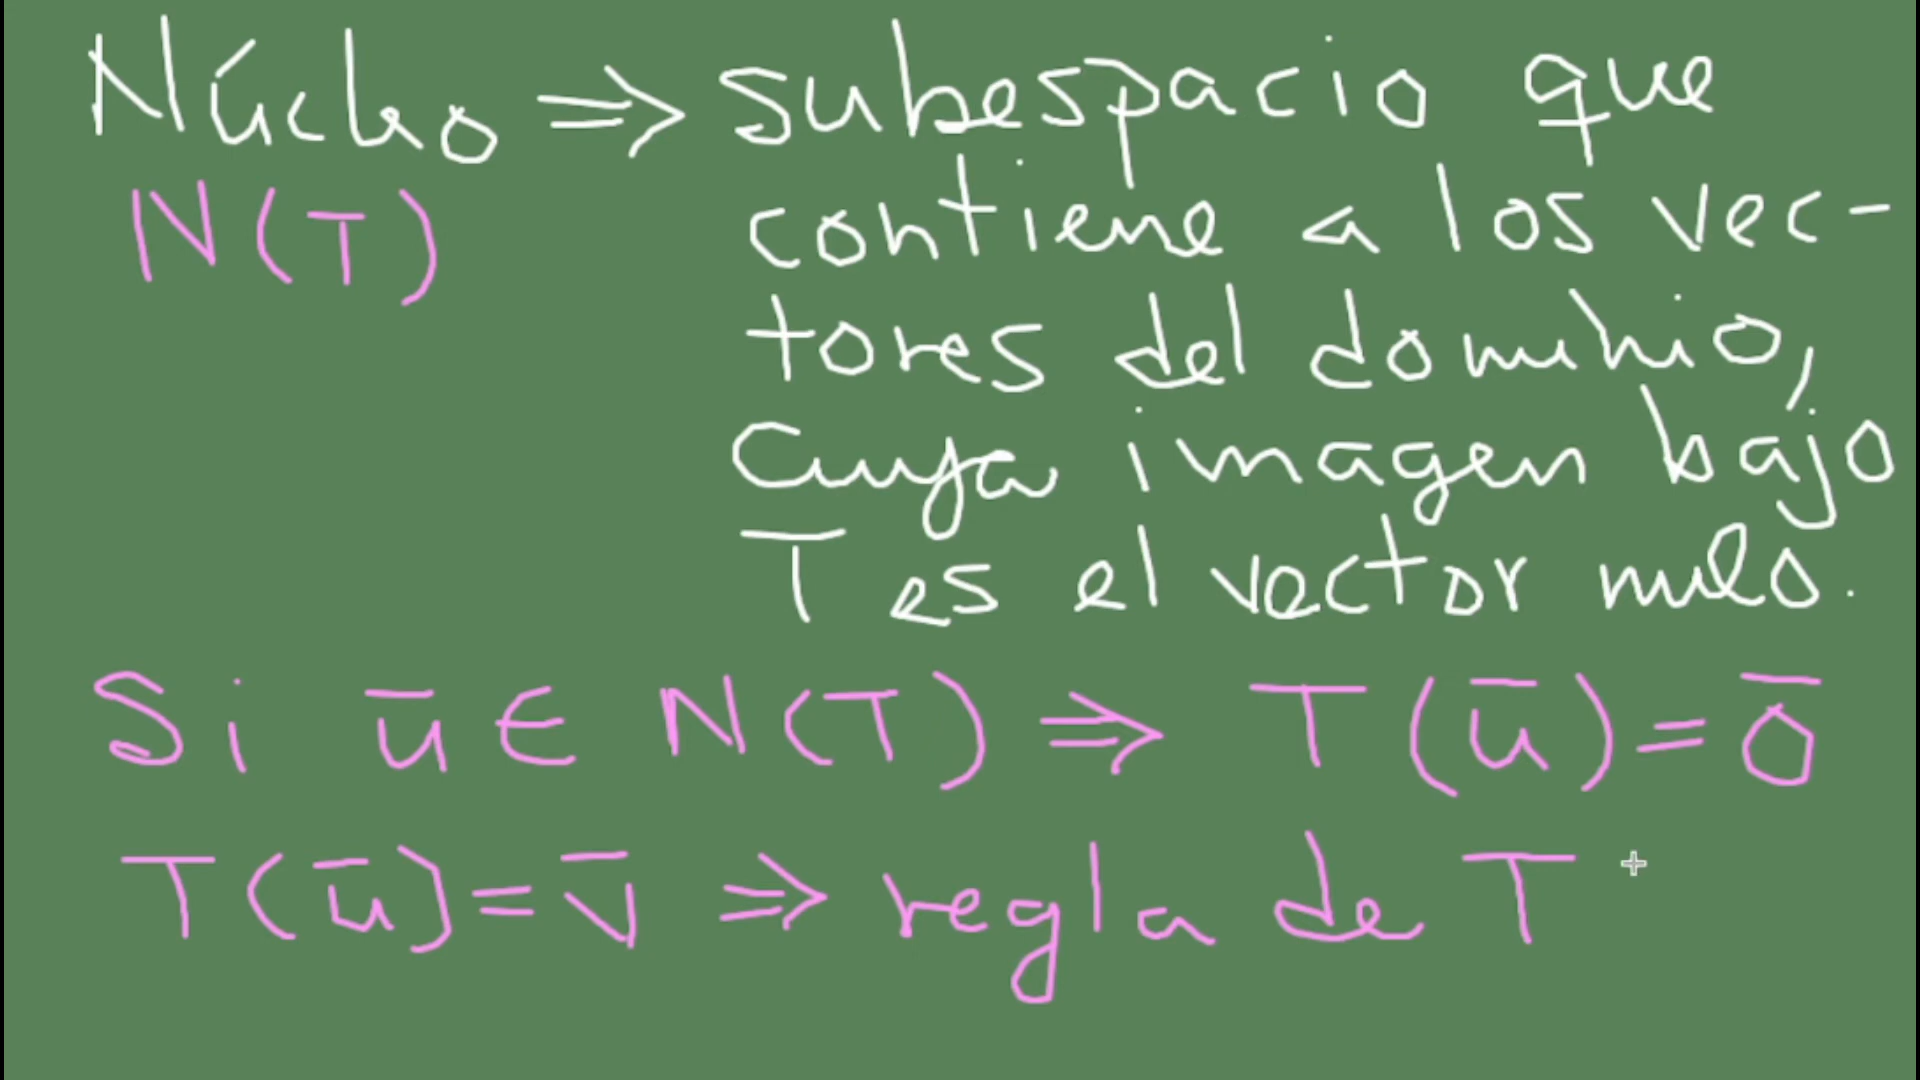 Núcleo ⇒ subespacio que
N(T) contiene a los vec-
tores del dominio,
cuya imagen bajo
T es el vector nulo.
Si ū ∈ N(T) ⇒ T(ū) = ō
T(ū) = v̄ ⇒ regla de T